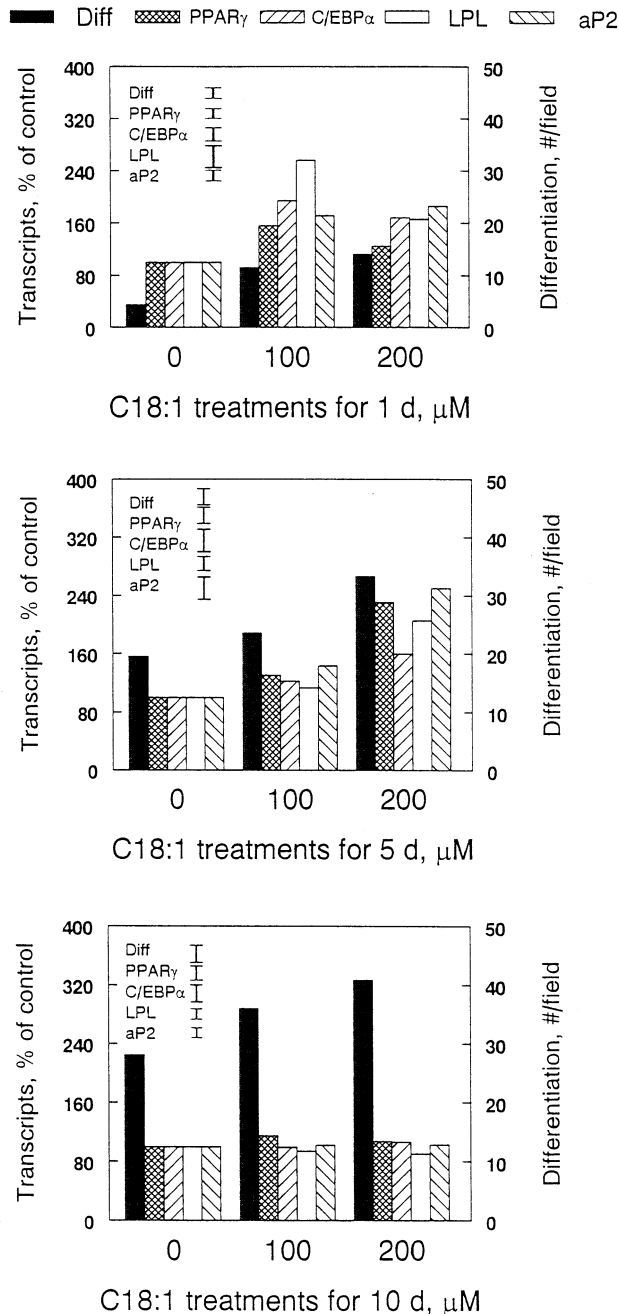 Diff PPARγ C/EBPα LPL aP2
Transcripts, % of control
400
320
240
160
80
0
Diff
PPARγ
C/EBPα
LPL
aP2
50
40
30
20
10
0
Differentiation, #/field
0 100 200
C18:1 treatments for 1 d, μM
Transcripts, % of control
400
320
240
160
80
0
Diff
PPARγ
C/EBPα
LPL
aP2
50
40
30
20
10
0
Differentiation, #/field
0 100 200
C18:1 treatments for 5 d, μM
Transcripts, % of control
400
320
240
160
80
0
Diff
PPARγ
C/EBPα
LPL
aP2
50
40
30
20
10
0
Differentiation, #/field
0 100 200
C18:1 treatments for 10 d, μM